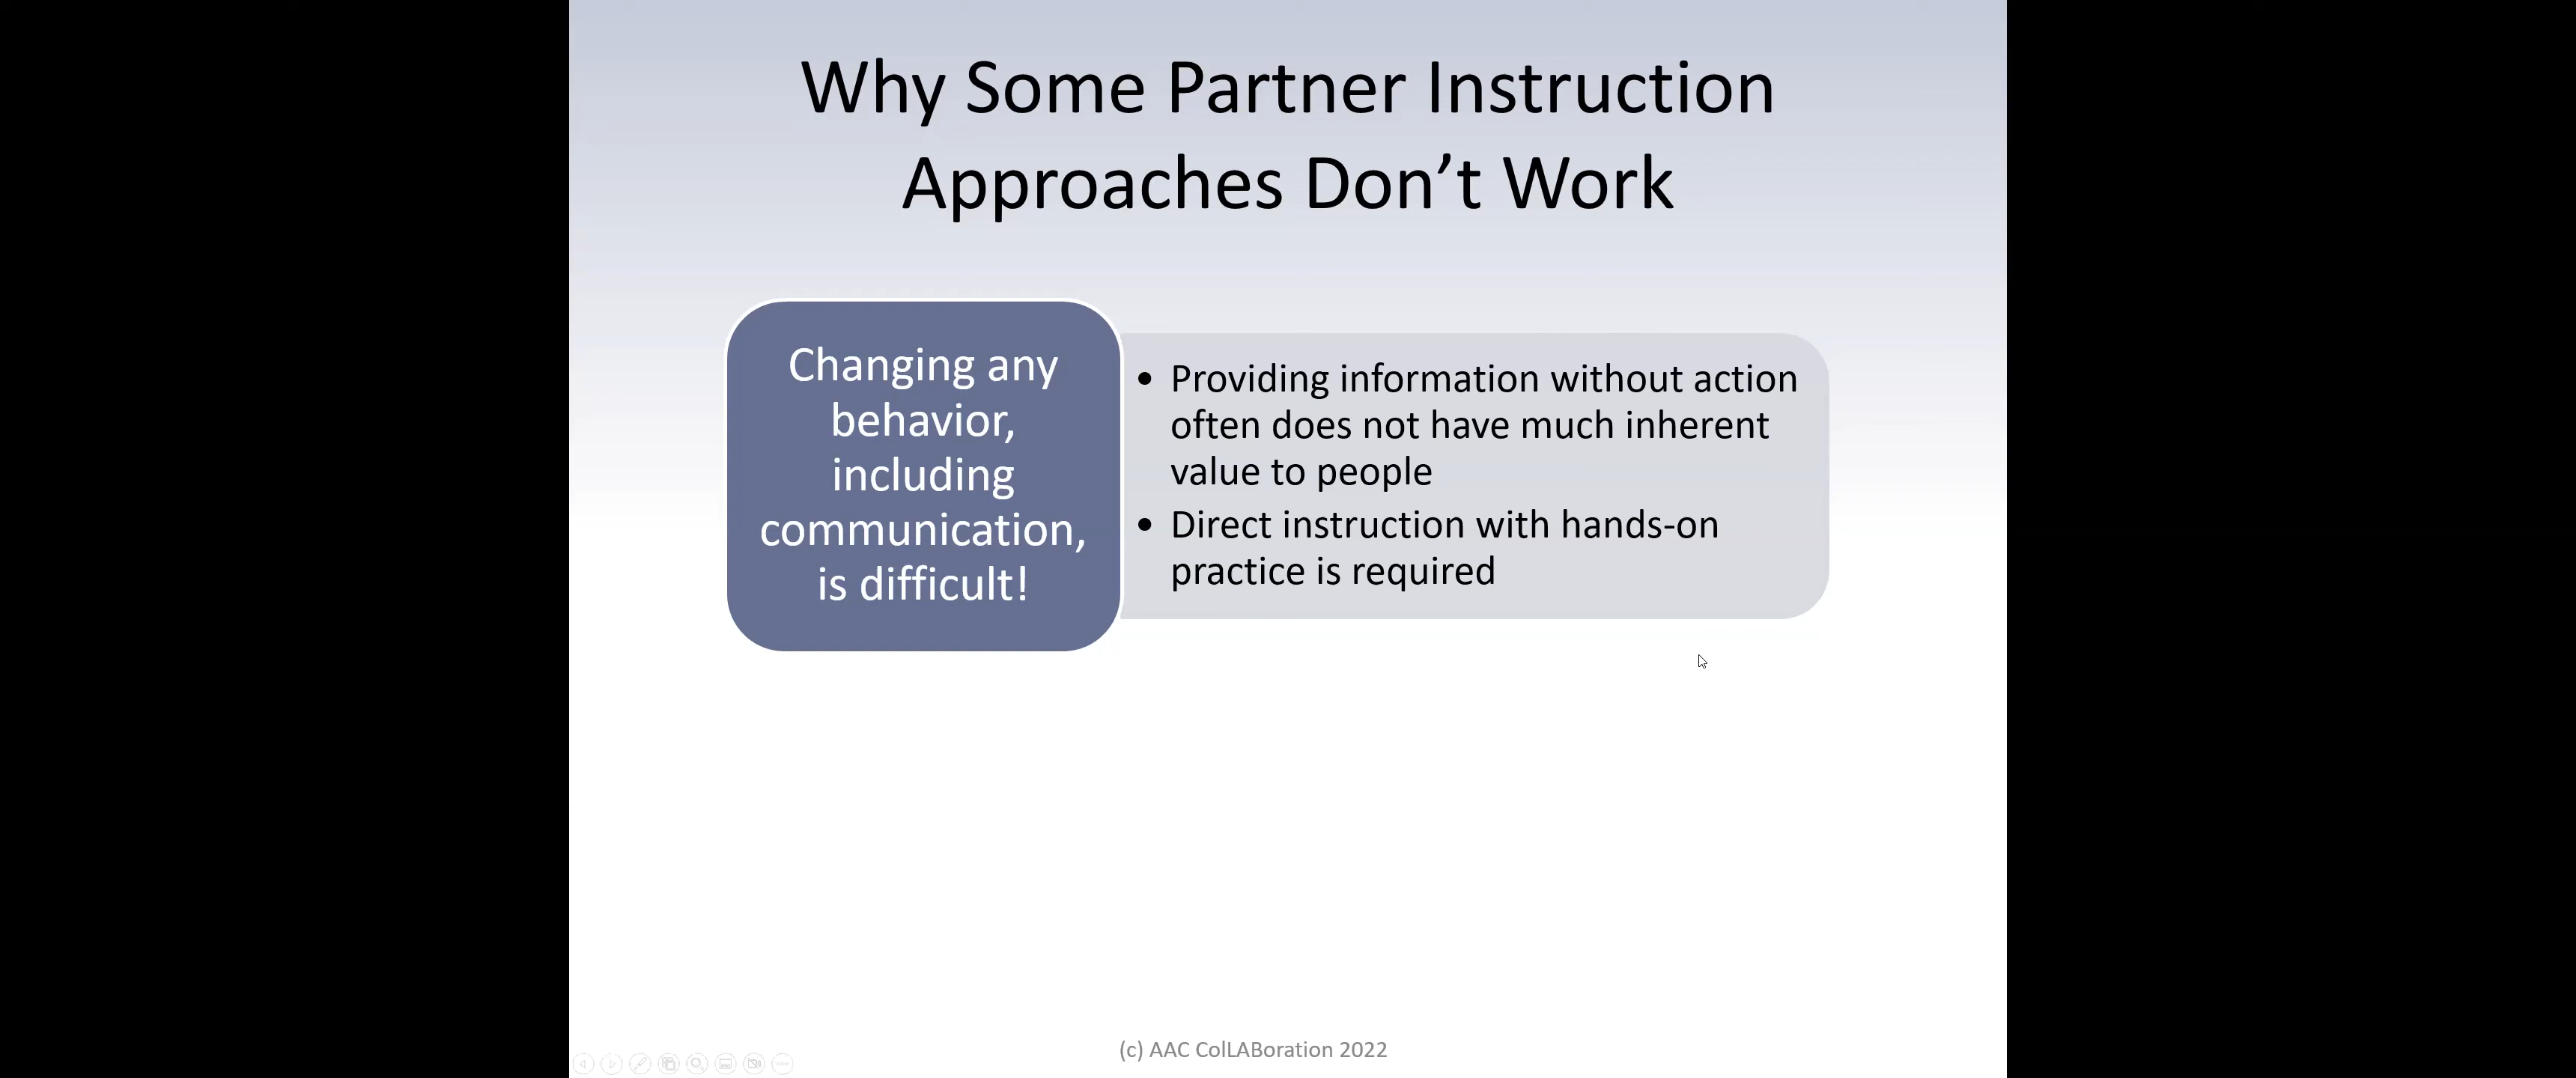 Why Some Partner Instruction
Approaches Don’t Work
Changing any
behavior,
including
communication,
is difficult!
• Providing information without action
often does not have much inherent
value to people
• Direct instruction with hands-on
practice is required
(c) AAC ColLABoration 2022